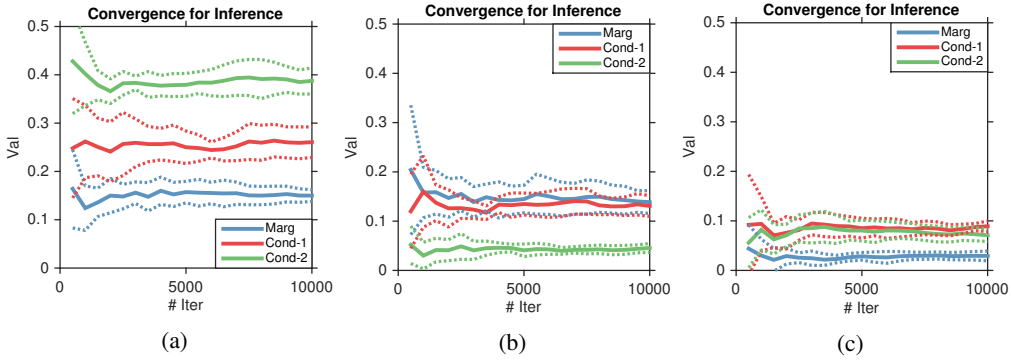 Convergence for Inference
0.5
0.4
0.3
0.2
0.1
0
Val
0
5000
10000
# Iter
Marg
Cond-1
Cond-2
(a)
Convergence for Inference
0.5
0.4
0.3
0.2
0.1
0
Val
0
5000
10000
# Iter
Marg
Cond-1
Cond-2
(b)
Convergence for Inference
0.5
0.4
0.3
0.2
0.1
0
Val
0
5000
10000
# Iter
Marg
Cond-1
Cond-2
(c)